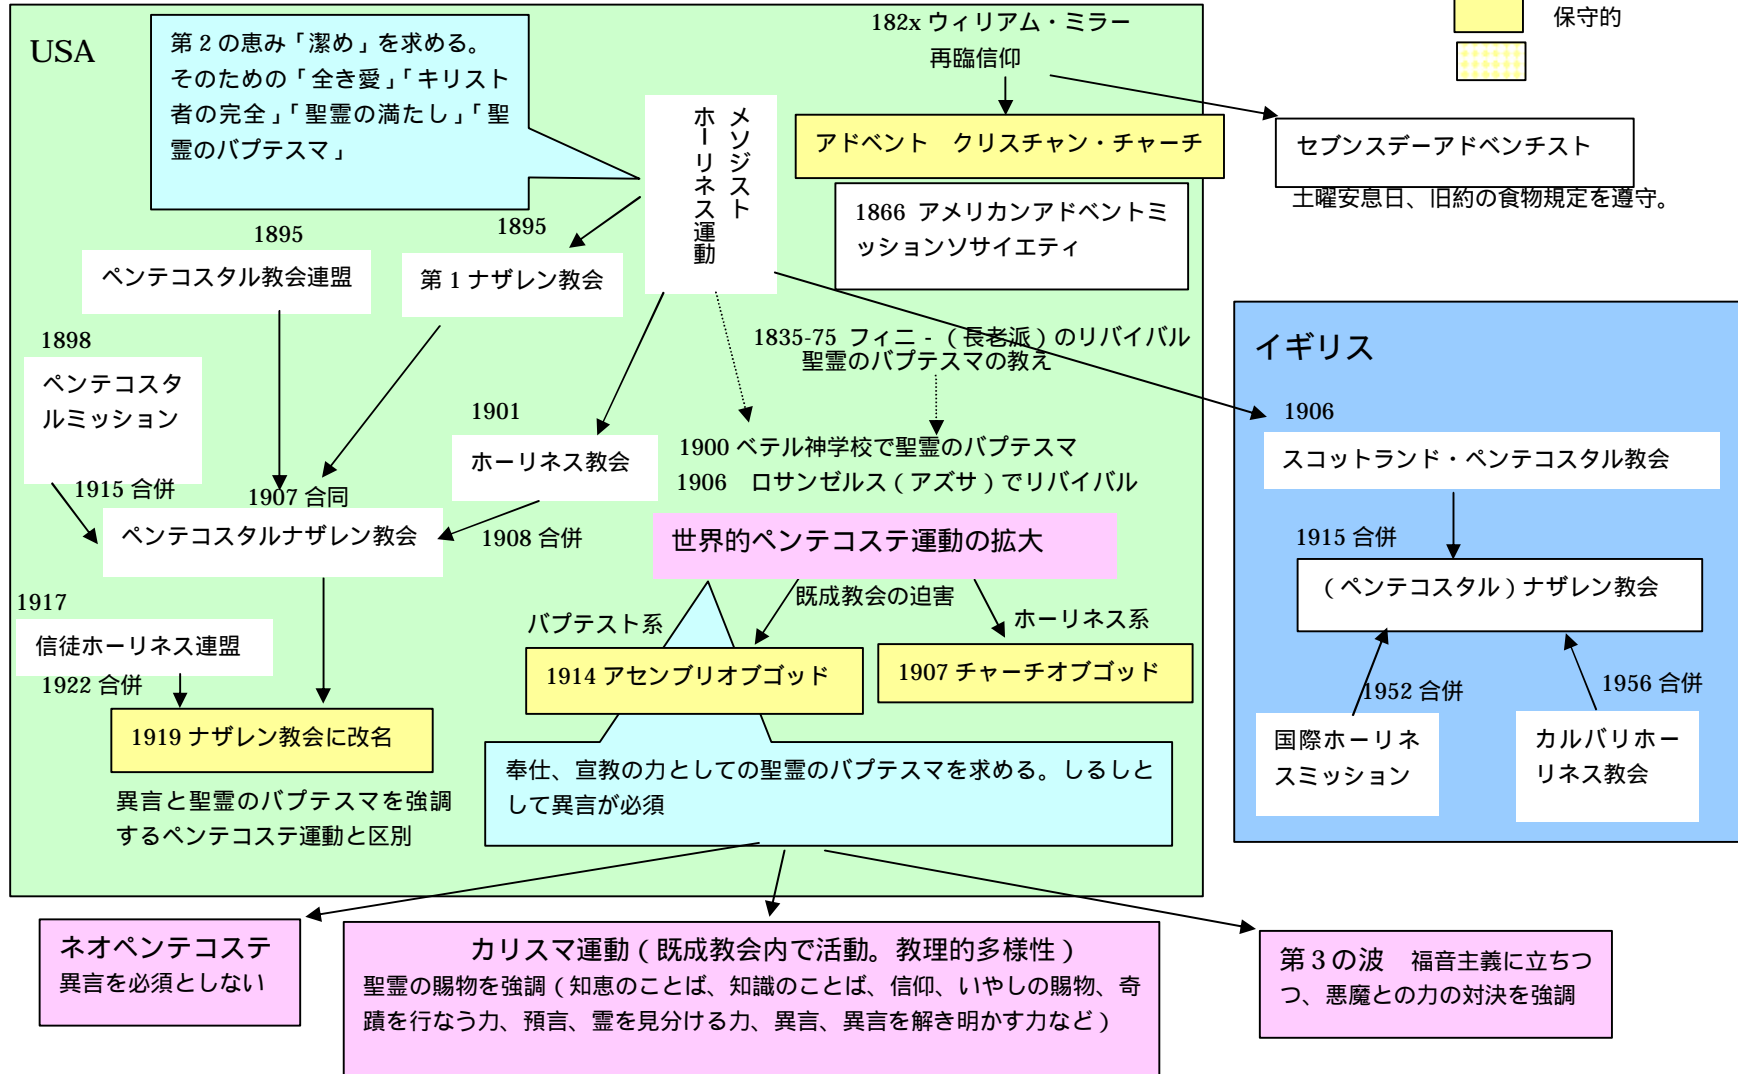 保守的
USA
第２の恵み「潔め」を求める。
そのための「全き愛」「キリスト
者の完全」「聖霊の満たし」「聖
霊のバプテスマ」
182x ウィリアム・ミラー
再臨信仰
アドベント　クリスチャン・チャーチ
セブンスデーアドベンチスト
土曜安息日、旧約の食物規定を遵守。
1866 アメリカンアドベントミ
ッションソサイエティ
メソジスト
ホーリネス運動
1895
ペンテコスタル教会連盟
1895
第１ナザレン教会
1898
ペンテコスタ
ルミッション
1835-75 フィニ -（長老派）のリバイバル
聖霊のバプテスマの教え
1901
ホーリネス教会
1900 ベテル神学校で聖霊のバプテスマ
1906　ロサンゼルス（アズサ）でリバイバル
1915 合併
1907 合同
ペンテコスタルナザレン教会
1908 合併
世界的ペンテコステ運動の拡大
既成教会の迫害
バプテスト系
ホーリネス系
1914 アセンブリオブゴッド
1907 チャーチオブゴッド
1917
信徒ホーリネス連盟
1922 合併
1919 ナザレン教会に改名
異言と聖霊のバプテスマを強調
するペンテコステ運動と区別
奉仕、宣教の力としての聖霊のバプテスマを求める。しるしと
して異言が必須
イギリス
1906
スコットランド・ペンテコスタル教会
1915 合併
（ペンテコスタル）ナザレン教会
1952 合併
1956 合併
国際ホーリネ
スミッション
カルバリホー
リネス教会
ネオペンテコステ
異言を必須としない
カリスマ運動（既成教会内で活動。教理的多様性）
聖霊の賜物を強調（知恵のことば、知識のことば、信仰、いやしの賜物、奇
蹟を行なう力、預言、霊を見分ける力、異言、異言を解き明かす力など）
第３の波　福音主義に立ちつ
つ、悪魔との力の対決を強調